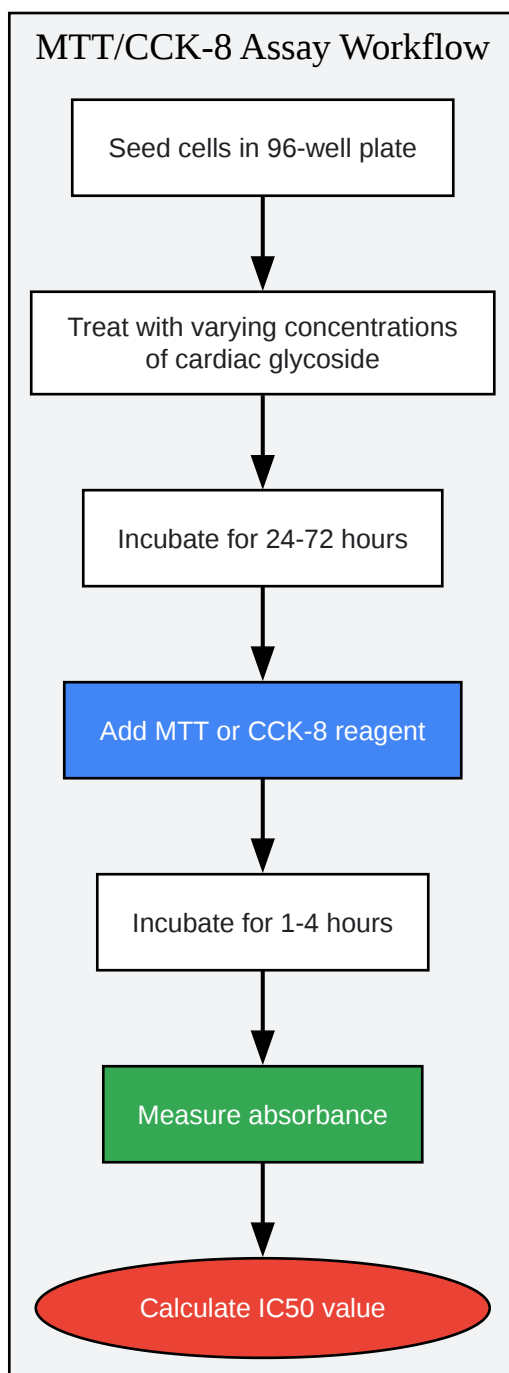 MTT/CCK-8 Assay Workflow
Seed cells in 96-well plate
Treat with varying concentrations
of cardiac glycoside
Incubate for 24-72 hours
Add MTT or CCK-8 reagent
Incubate for 1-4 hours
Measure absorbance
Calculate IC50 value